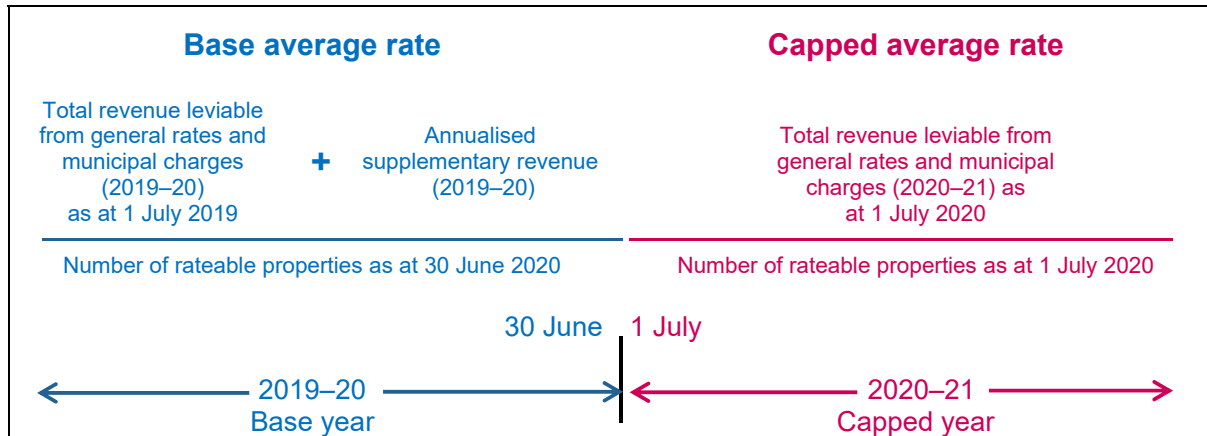 Base average rate
Total revenue leviable
from general rates and
municipal charges
(2019–20)
as at 1 July 2019
+
Annualised
supplementary revenue
(2019–20)
Number of rateable properties as at 30 June 2020
Capped average rate
Total revenue leviable from
general rates and municipal
charges (2020–21) as
at 1 July 2020
Number of rateable properties as at 1 July 2020
30 June
1 July
2019–20
Base year
2020–21
Capped year